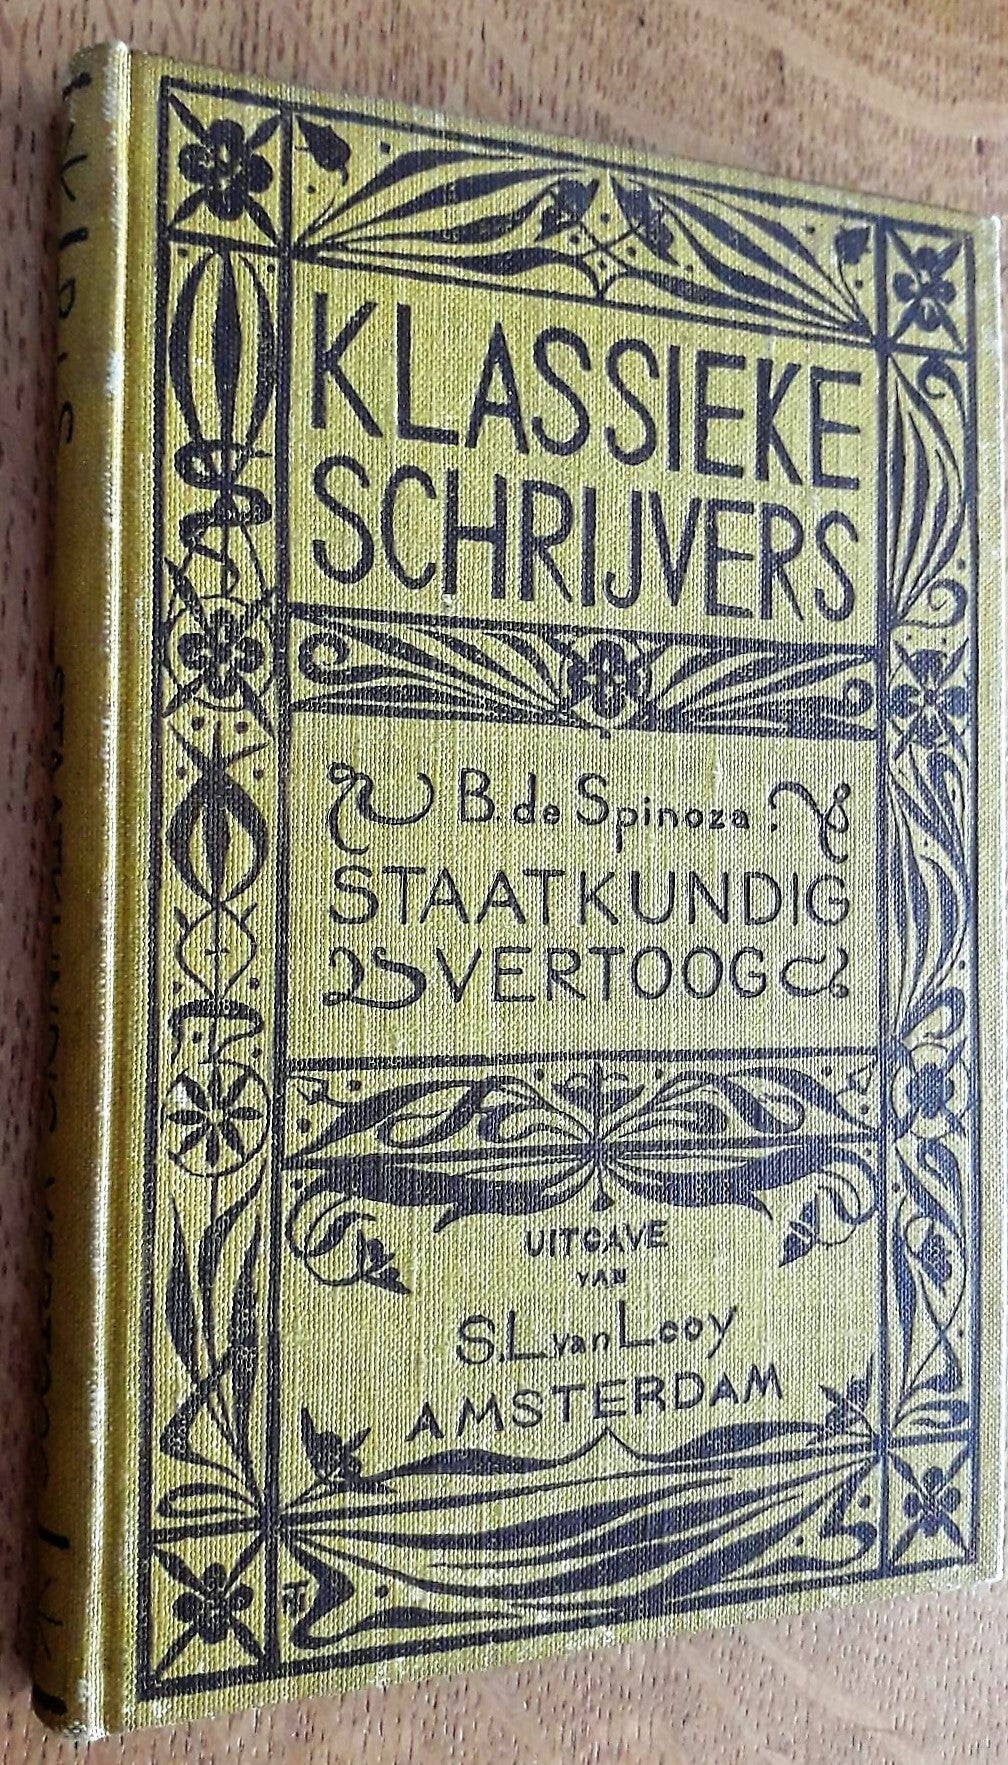 KLASSIEKE
SCHRIJVERS
B. de Spinoza.
STAATKUNDIG
VERTOOG
UITGAVE
VAN
S.L. van Looy
AMSTERDAM